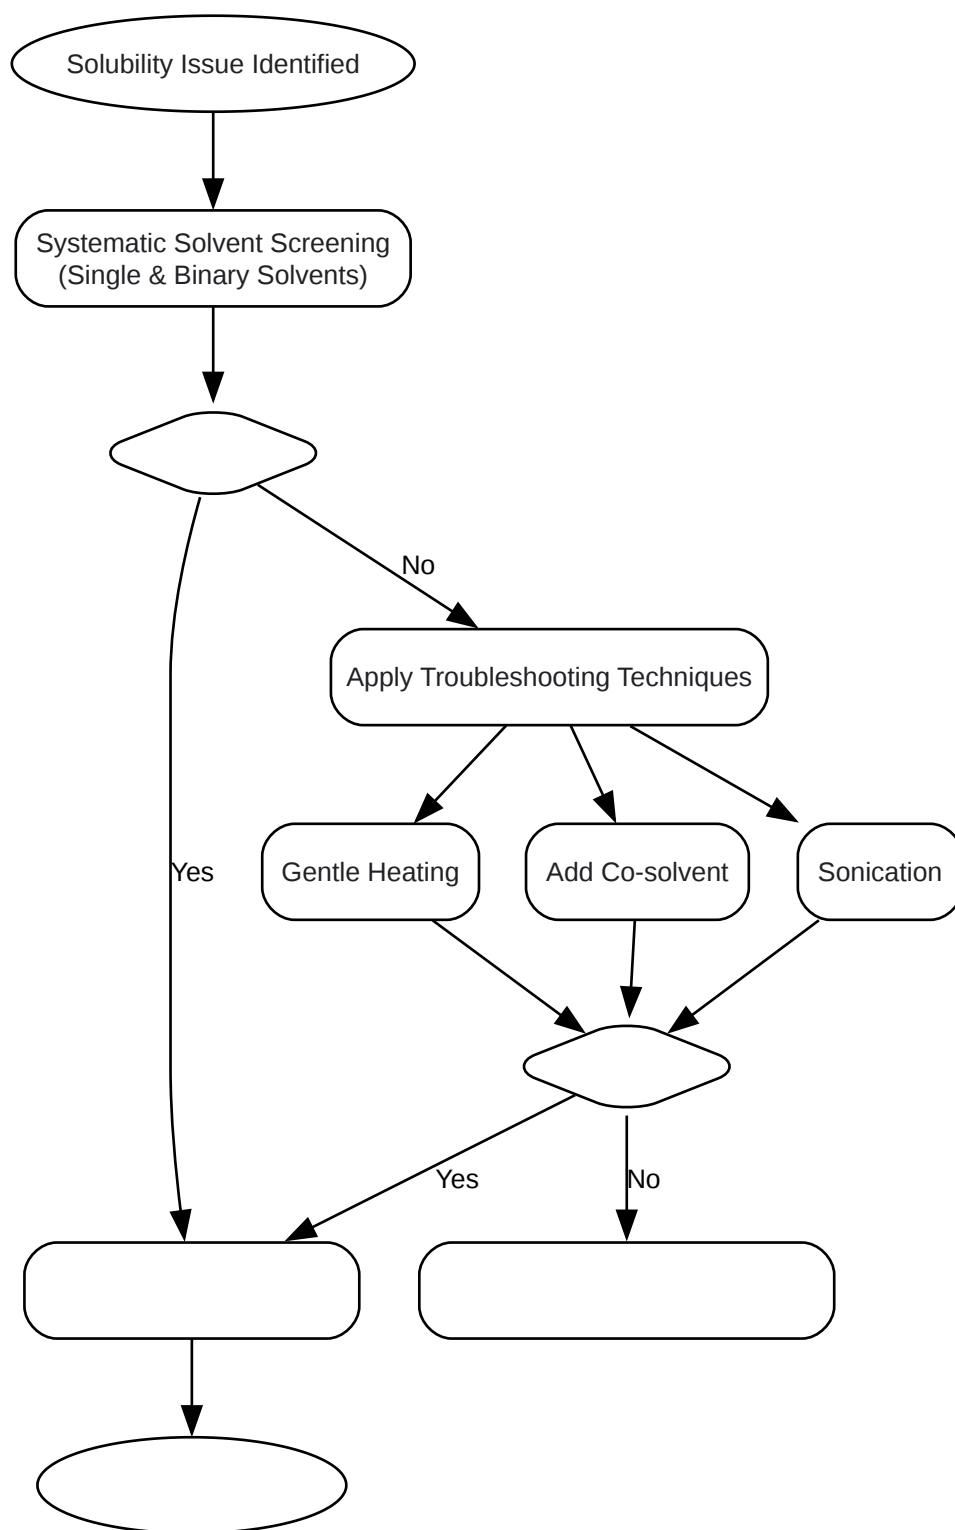 Solubility Issue Identified
Systematic Solvent Screening
(Single & Binary Solvents)
No
Apply Troubleshooting Techniques
Yes
Gentle Heating
Add Co-solvent
Sonication
Yes
No